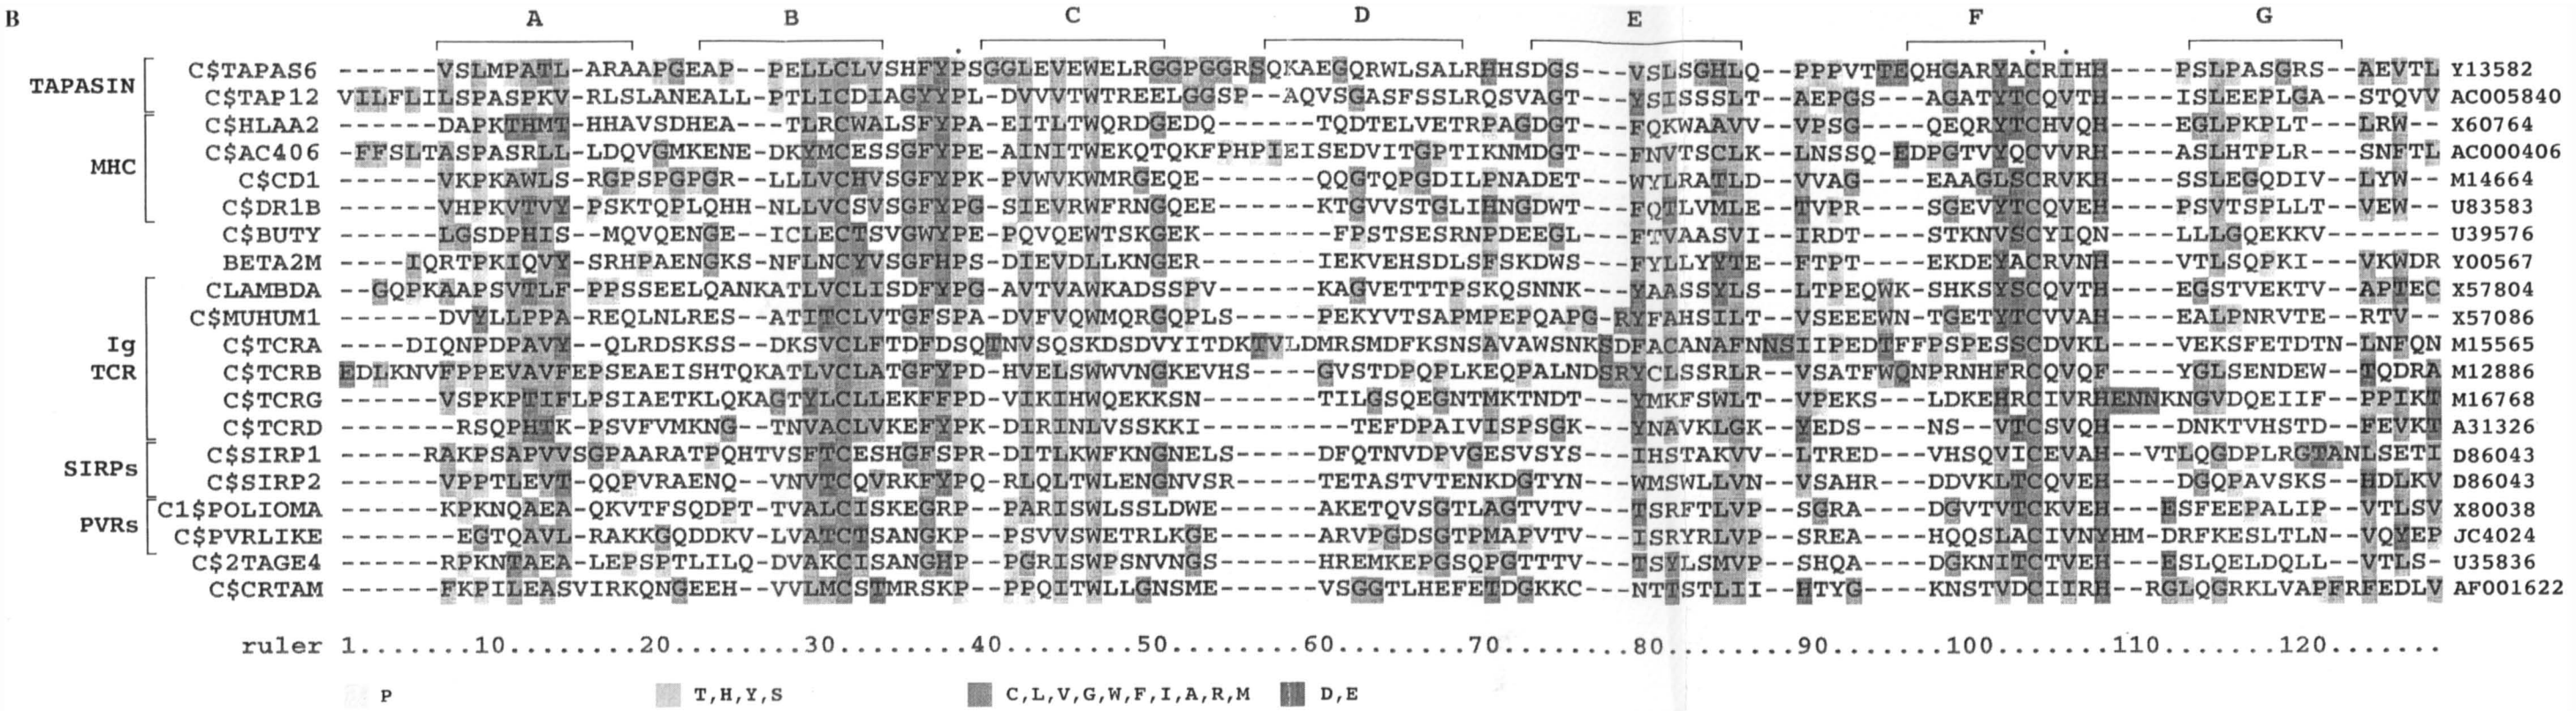 B A B C D E F G
TAPASIN
MHC
Ig
TCR
SIRPs
PVRs
C$TAPAS6 ------VSLMPATL-ARAAPGEAP--PELLCLVSHFYPSGGLEVEWELRGGPGGRSQKAEGQRWLSALRHHSDGS---VSLSGHLQ--PPPVTTEQHGARYACRIHH----PSLPASGRS--AEVTL Y13582
C$TAP12 VILFLILSPASPKV-RLSLANEALL-PTLICDIAGYYPL-DVVVTWTREELGGSP--AQVSGASFSSLRQSVAGT---YSISSSLT--AEPGS---AGATYTCQVTH----ISLEEPLGA--STQVV AC005840
C$HLAA2 ------DAPKTHMT-HHAVSDHEA---TLRCWALSFYPA-EITLTWQRDGEDQ------TQDTELVETRPAGDGT---FQKWAAVV--VPSG----QEQRYTCHVQH----EGLPKPLT---LRW-- X60764
C$AC406 -FFSLTASPASRLL-LDQVGMKENE-DKYMCESSGFYPE-AINITWEKQTQKFPHPIEISEDVITGPTIKNMDGT---FNVTSCLK--LNSSQ-EDPGTVYQCVVRH----ASLHTPLR---SNFTL AC000406
C$CD1 ------VKPKAWLS-RGPSPGPGR--LLLVCHVSGFYPK-PVWVKWMRGEQE-------QQGTQPGDILPNADET---WYLRATLD--VVAG----EAAGLSCRVKH----SSLEGQDIV--LYW-- M14664
C$DR1B ------VHPKVTVY-PSKTQPLQHH-NLLVCSVSGFYPG-SIEVRWFRNGQEE------KTGVVSTGLIHNGDWT---FQTLVMLE--TVPR----SGEVYTCQVEH----PSVTSPLLT--VEW-- U83583
C$BUTY ------LGSDPHIS--MQVQENGE--ICLECTSVGWYPE-PQVQEWTSKGEK--------FPSTSESRNPDEEGL---FTVAASVI--IRDT----STKNVSCYIQN----LLLGQEKKV------- U39576
BETA2M ----IQRTPKIQVY-SRHPAENGKS-NFLNCYVSGFHPS-DIEVDLLKNGER-------IEKVEHSDLSFSKDWS---FYLLYYTE--FTPT----EKDEYACRVNH----VTLSQPKI---VKWDR Y00567
CLAMBDA --GQPKAAPSVTLF-PPSSEELQANKATLVCLISDFYPG-AVTVAWKADSSPV------KAGVETTTPSKQSNNK---YAASSYLS--LTPEQWK-SHKSYSCQVTH----EGSTVEKTV--APTEC X57804
C$MUHUM1 ------DVYLLPPA-REQLNLRES--ATITCLVTGFSPA-DVFVQWMQRGQPLS-----PEKYVTSAPMPEPQAPG-RYFAHSILT--VSEEEWN-TGETYTCVVAH----EALPNRVTE--RTV-- X57086
C$TCRA ----DIQNPDPAVY--QLRDSKSS--DKSVCLFTDFDSQTNVSQSKDSDVYITDKTVLDMRSMDFKSNSAVAWSNKSDFACANAFNNSIIPEDTFFPSPESSCDVKL----VEKSFETDTN-LNFQN M15565
C$TCRB EDLKNVFPPEVAVFEPSEAEISHTQKATLVCLATGFYPD-HVELSWWVNGKEVHS----GVSTDPQPLKEQPALNDSRYCLSSRLR--VSATFWQNPRNHFRCQVQF----YGLSENDEW--TQDRA M12886
C$TCRG ------VSPKPTIFLPSIAETKLQKAGTYLCLLEKFFPD-VIKIHWQEKKSN-------TILGSQEGNTMKTNDT---YMKFSWLT--VPEKS---LDKEHRCIVRHENNKNGVDQEIIF--PPIKT M16768
C$TCRD -------RSQPHTK-PSVFVMKNG--TNVACLVKEFYPK-DIRINLVSSKKI---------TEFDPAIVISPSGK---YNAVKLGK--YEDS----NS--VTCSVQH----DNKTVHSTD--FEVKT A31326
C$SIRP1 -----RAKPSAPVVSGPAARATPQHTVSFTCESHGFSPR-DITLKWFKNGNELS-----DFQTNVDPVGESVSYS---IHSTAKVV--LTRED---VHSQVICEVAH--VTLQGDPLRGTANLSETI D86043
C$SIRP2 ------VPPTLEVT-QQPVRAENQ--VNVTCQVRKFYPQ-RLQLTWLENGNVSR-----TETASTVTENKDGTYN---WMSWLLVN--VSAHR---DDVKLTCQVEH----DGQPAVSKS--HDLKV D86043
C1$POLIOMA ------KPKNQAEA-QKVTFSQDPT-TVALCISKEGRP--PARISWLSSLDWE------AKETQVSGTLAGTVTV---TSRFTLVP--SGRA----DGVTVTCKVEH---ESFEEPALIP--VTLSV X80038
C$PVRLIKE -------EGTQAVL-RAKKGQDDKV-LVATCTSANGKP--PSVVSWETRLKGE------ARVPGDSGTPMAPVTV---ISRYRLVP--SREA----HQQSLACIVNYHM-DRFKESLTLN--VQYEP JC4024
C$2TAGE4 ------RPKNTAEA-LEPSPTLILQ-DVAKCISANGHP--PGRISWPSNVNGS------HREMKEPGSQPGTTTV---TSYLSMVP--SHQA----DGKNITCTVEH---ESLQELDQLL--VTLS- U35836
C$CRTAM ------FKPILEASVIRKQNGEEH--VVLMCSTMRSKP--PPQITWLLGNSME------VSGGTLHEFETDGKKC---NTTSTLII--HTYG----KNSTVDCIIRH--RGLQGRKLVAPFRFEDLV AF001622
ruler 1.......10........20........30........40........50........60........70........80........90.......100.......110.......120.......
P T,H,Y,S C,L,V,G,W,F,I,A,R,M D,E